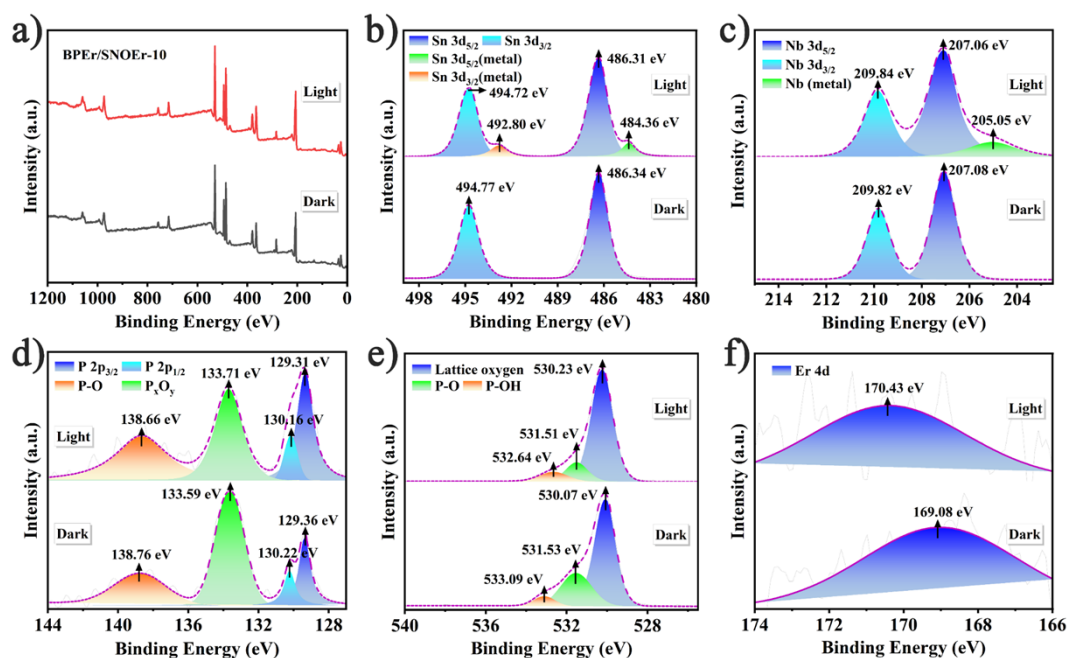 a)
BPEr/SNOEr-10
Light
Dark
Intensity (a.u.)
1200 1000 800 600 400 200 0
Binding Energy (eV)
b)
Sn 3d5/2 Sn 3d3/2
Sn 3d5/2(metal)
Sn 3d3/2(metal)
494.72 eV
492.80 eV
486.31 eV
Light
484.36 eV
494.77 eV
486.34 eV
Dark
Intensity (a.u.)
498 495 492 489 486 483 480
Binding Energy (eV)
c)
Nb 3d5/2
Nb 3d3/2
Nb (metal)
207.06 eV
209.84 eV
Light
205.05 eV
207.08 eV
209.82 eV
Dark
Intensity (a.u.)
214 212 210 208 206 204
Binding Energy (eV)
d)
P 2p3/2 P 2p1/2
P-O PxOy
129.31 eV
133.71 eV
138.66 eV
130.16 eV
Light
133.59 eV
129.36 eV
Dark
138.76 eV
130.22 eV
Intensity (a.u.)
144 140 136 132 128
Binding Energy (eV)
e)
Lattice oxygen
P-O P-OH
530.23 eV
Light
531.51 eV
532.64 eV
530.07 eV
Dark
531.53 eV
533.09 eV
Intensity (a.u.)
540 536 532 528
Binding Energy (eV)
f)
Er 4d
170.43 eV
Light
169.08 eV
Dark
Intensity (a.u.)
174 172 170 168 166
Binding Energy (eV)